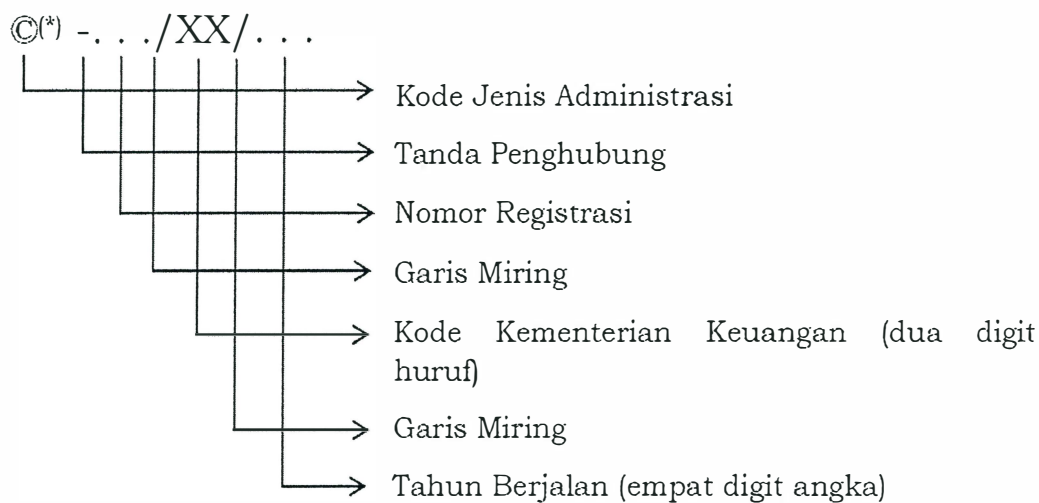 ©(*) -. . ./XX/. . .
Kode Jenis Administrasi
Tanda Penghubung
Nomor Registrasi
Garis Miring
Kode Kementerian Keuangan (dua digit
huruf)
Garis Miring
Tahun Berjalan (empat digit angka)